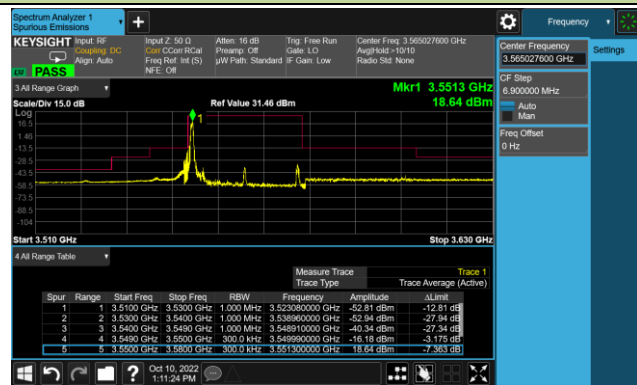 Spectrum Analyzer 1
Spurious Emissions
Frequency
KEYSIGHT
Input: RF
Coupling: DC
Align: Auto
Input Z: 50 Ω
Corr CCorr RCal
Freq Ref: Int (S)
NFE: Off
Atten: 16 dB
Preamp: Off
µW Path: Standard
Trig: Free Run
Gate: LO
IF Gain: Low
Center Freq: 3.565027600 GHz
Avg|Hold:>10/10
Radio Std: None
PASS
Center Frequency
3.565027600 GHz
Settings
CF Step
6.900000 MHz
Auto
Man
Freq Offset
0 Hz
3 All Range Graph
Mkr1 3.5513 GHz
Scale/Div 15.0 dB
Ref Value 31.46 dBm
18.64 dBm
Log
1
16.5
1.46
-13.5
-28.5
-43.5
-58.5
-73.5
-88.5
-104
Start 3.510 GHz
Stop 3.630 GHz
4 All Range Table
Measure Trace Trace 1
Trace Type Trace Average (Active)
Spur Range Start Freq Stop Freq RBW Frequency Amplitude ΔLimit
1 1 3.5100 GHz 3.5300 GHz 1.000 MHz 3.523080000 GHz -52.81 dBm -12.81 dB
2 2 3.5300 GHz 3.5400 GHz 1.000 MHz 3.538960000 GHz -52.94 dBm -27.94 dB
3 3 3.5400 GHz 3.5490 GHz 1.000 MHz 3.548910000 GHz -40.34 dBm -27.34 dB
4 4 3.5490 GHz 3.5500 GHz 300.0 kHz 3.549990000 GHz -16.18 dBm -3.175 dB
5 5 3.5500 GHz 3.5800 GHz 300.0 kHz 3.551300000 GHz 18.64 dBm -7.363 dB
Oct 10, 2022
1:11:24 PM